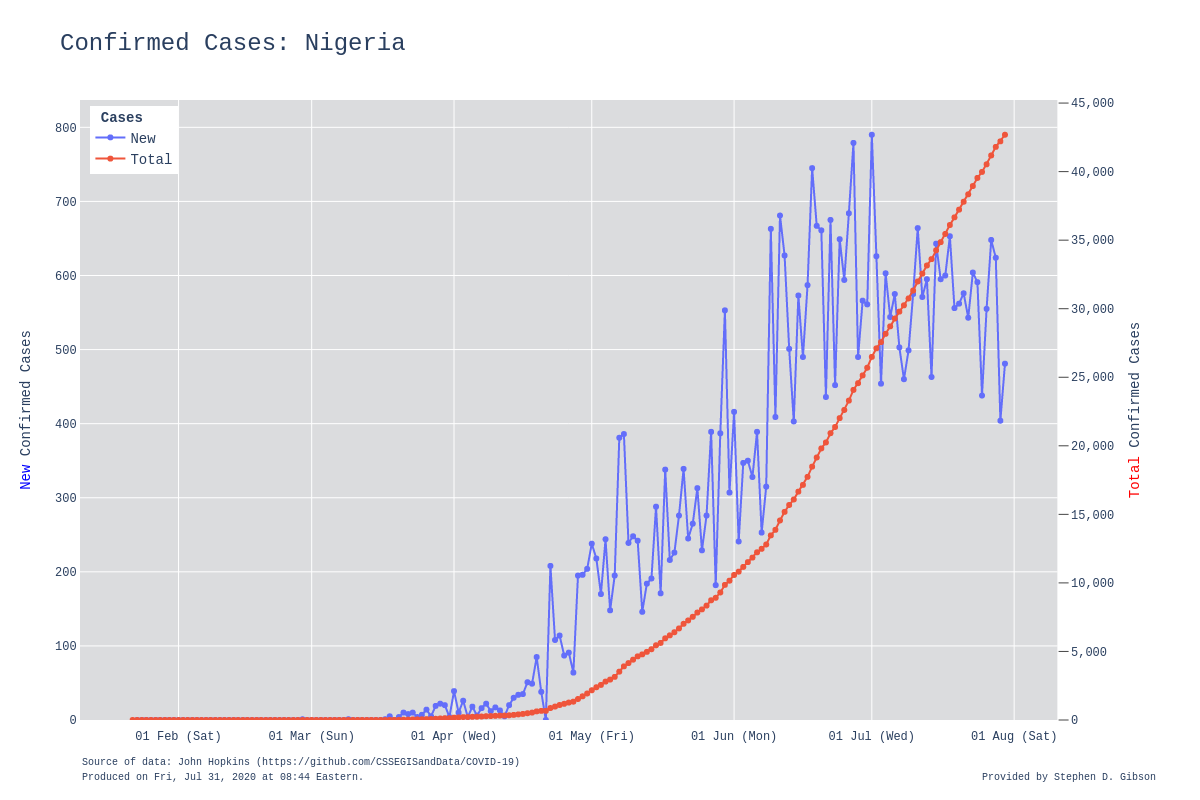 Confirmed Cases: Nigeria
Cases
New
Total
800
700
600
500
400
300
200
100
0
New Confirmed Cases
45,000
40,000
35,000
30,000
25,000
20,000
15,000
10,000
5,000
0
Total Confirmed Cases
01 Feb (Sat) 01 Mar (Sun) 01 Apr (Wed) 01 May (Fri) 01 Jun (Mon) 01 Jul (Wed) 01 Aug (Sat)
Source of data: John Hopkins (https://github.com/CSSEGISandData/COVID-19)
Produced on Fri, Jul 31, 2020 at 08:44 Eastern.
Provided by Stephen D. Gibson